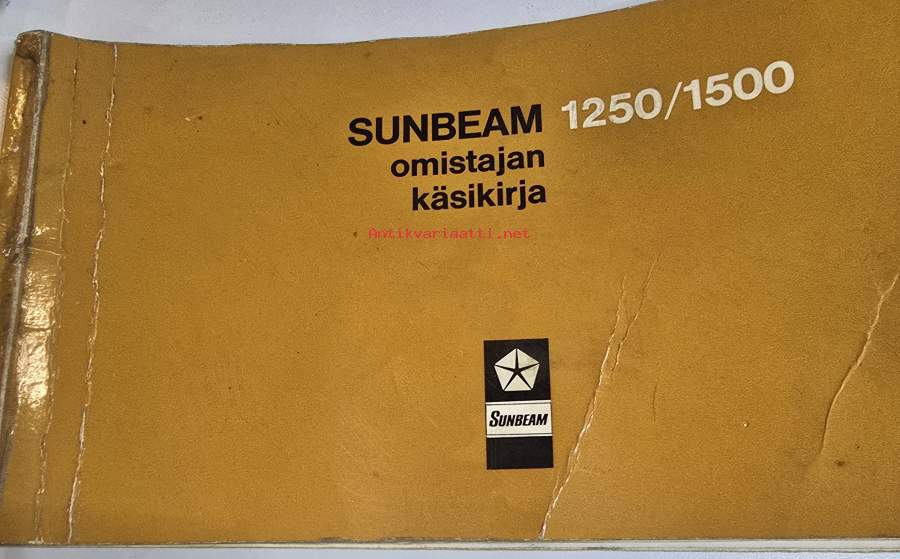 SUNBEAM 1250/1500
omistajan
käsikirja
Antikvariaatti.net
SUNBEAM